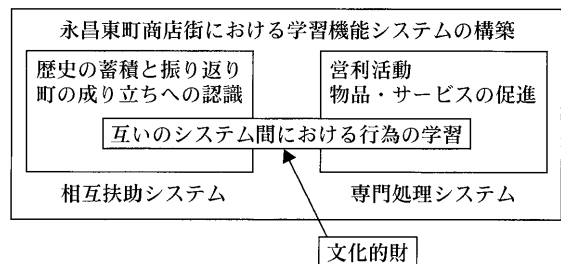 永昌東町商店街における学習機能システムの構築
歴史の蓄積と振り返り
町の成り立ちへの認識
営利活動
物品・サービスの促進
互いのシステム間における行為の学習
相互扶助システム
専門処理システム
文化的財